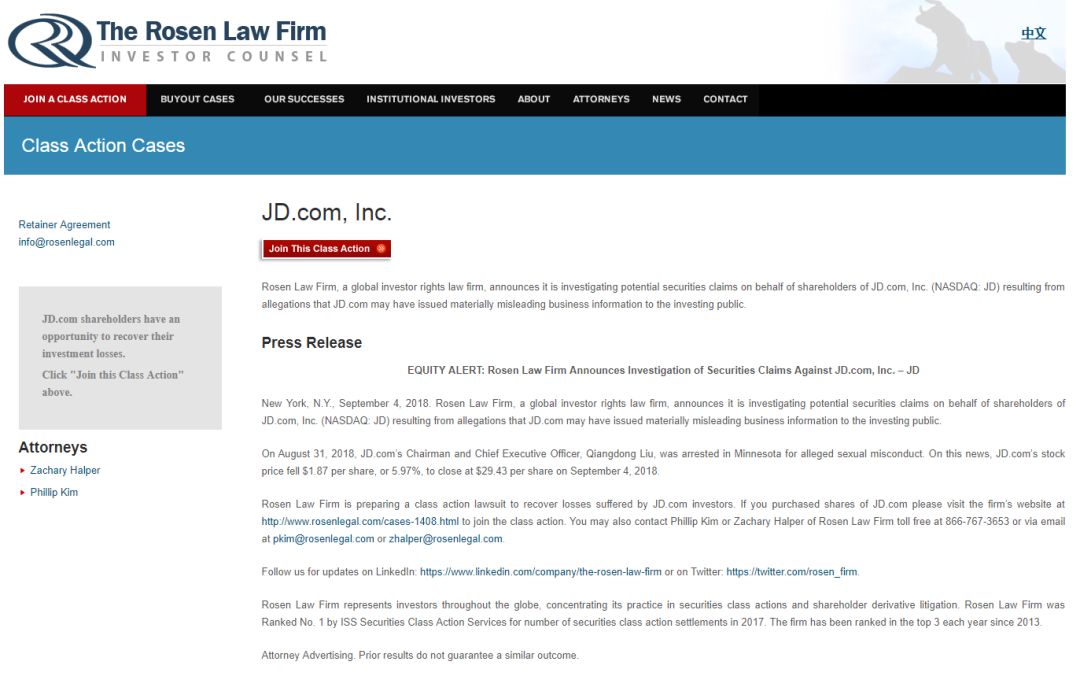 The Rosen Law Firm
INVESTOR COUNSEL
中文
JOIN A CLASS ACTION BUYOUT CASES OUR SUCCESSES INSTITUTIONAL INVESTORS ABOUT ATTORNEYS NEWS CONTACT
Class Action Cases
Retainer Agreement
info@rosenlegal.com
JD.com shareholders have an
opportunity to recover their
investment losses.
Click "Join this Class Action"
above.
Attorneys
Zachary Halper
Phillip Kim
JD.com, Inc.
Join This Class Action
Rosen Law Firm, a global investor rights law firm, announces it is investigating potential securities claims on behalf of shareholders of JD.com, Inc. (NASDAQ: JD) resulting from
allegations that JD.com may have issued materially misleading business information to the investing public.
Press Release
EQUITY ALERT: Rosen Law Firm Announces Investigation of Securities Claims Against JD.com, Inc. – JD
New York, N.Y., September 4, 2018. Rosen Law Firm, a global investor rights law firm, announces it is investigating potential securities claims on behalf of shareholders of
JD.com, Inc. (NASDAQ: JD) resulting from allegations that JD.com may have issued materially misleading business information to the investing public.
On August 31, 2018, JD.com's Chairman and Chief Executive Officer, Qiangdong Liu, was arrested in Minnesota for alleged sexual misconduct. On this news, JD.com's stock
price fell $1.87 per share, or 5.97%, to close at $29.43 per share on September 4, 2018.
Rosen Law Firm is preparing a class action lawsuit to recover losses suffered by JD.com investors. If you purchased shares of JD.com please visit the firm's website at
http://www.rosenlegal.com/cases-1408.html to join the class action. You may also contact Phillip Kim or Zachary Halper of Rosen Law Firm toll free at 866-767-3653 or via email
at pkim@rosenlegal.com or zhalper@rosenlegal.com.
Follow us for updates on LinkedIn: https://www.linkedin.com/company/the-rosen-law-firm or on Twitter: https://twitter.com/rosen_firm.
Rosen Law Firm represents investors throughout the globe, concentrating its practice in securities class actions and shareholder derivative litigation. Rosen Law Firm was
Ranked No. 1 by ISS Securities Class Action Services for number of securities class action settlements in 2017. The firm has been ranked in the top 3 each year since 2013.
Attorney Advertising. Prior results do not guarantee a similar outcome.